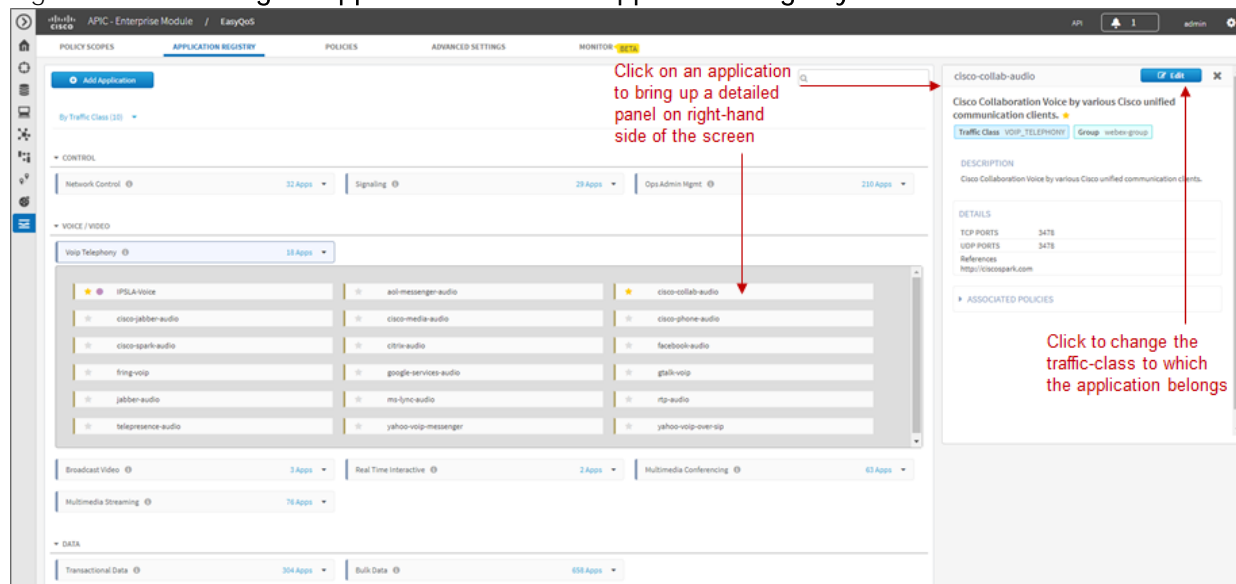 cisco APIC - Enterprise Module / EasyQoS
API 1 admin
POLICY SCOPES APPLICATION REGISTRY POLICIES ADVANCED SETTINGS MONITOR BETA
Add Application
By Traffic Class (10)
CONTROL
Network Control 32 Apps Signaling 29 Apps Ops Admin Mgmt 210 Apps
VOICE / VIDEO
Voip Telephony 18 Apps
IPSLA-Voice aol-messenger-audio cisco-collab-audio
cisco-jabber-audio cisco-media-audio cisco-phone-audio
cisco-spark-audio citrix-audio facebook-audio
fring-voip google-services-audio gtalk-voip
jabber-audio ms-lync-audio rtp-audio
telepresence-audio yahoo-voip-messenger yahoo-voip-over-sip
Broadcast Video 3 Apps Real Time Interactive 2 Apps Multimedia Conferencing 63 Apps
Multimedia Streaming 76 Apps
DATA
Transactional Data 304 Apps Bulk Data 658 Apps
Click on an application
to bring up a detailed
panel on right-hand
side of the screen
cisco-collab-audio Edit
Cisco Collaboration Voice by various Cisco unified
communication clients.
Traffic Class VOIP_TELEPHONY Group webex-group
DESCRIPTION
Cisco Collaboration Voice by various Cisco unified communication clients.
DETAILS
TCP PORTS 3478
UDP PORTS 3478
References
http://ciscospark.com
ASSOCIATED POLICIES
Click to change the
traffic-class to which
the application belongs